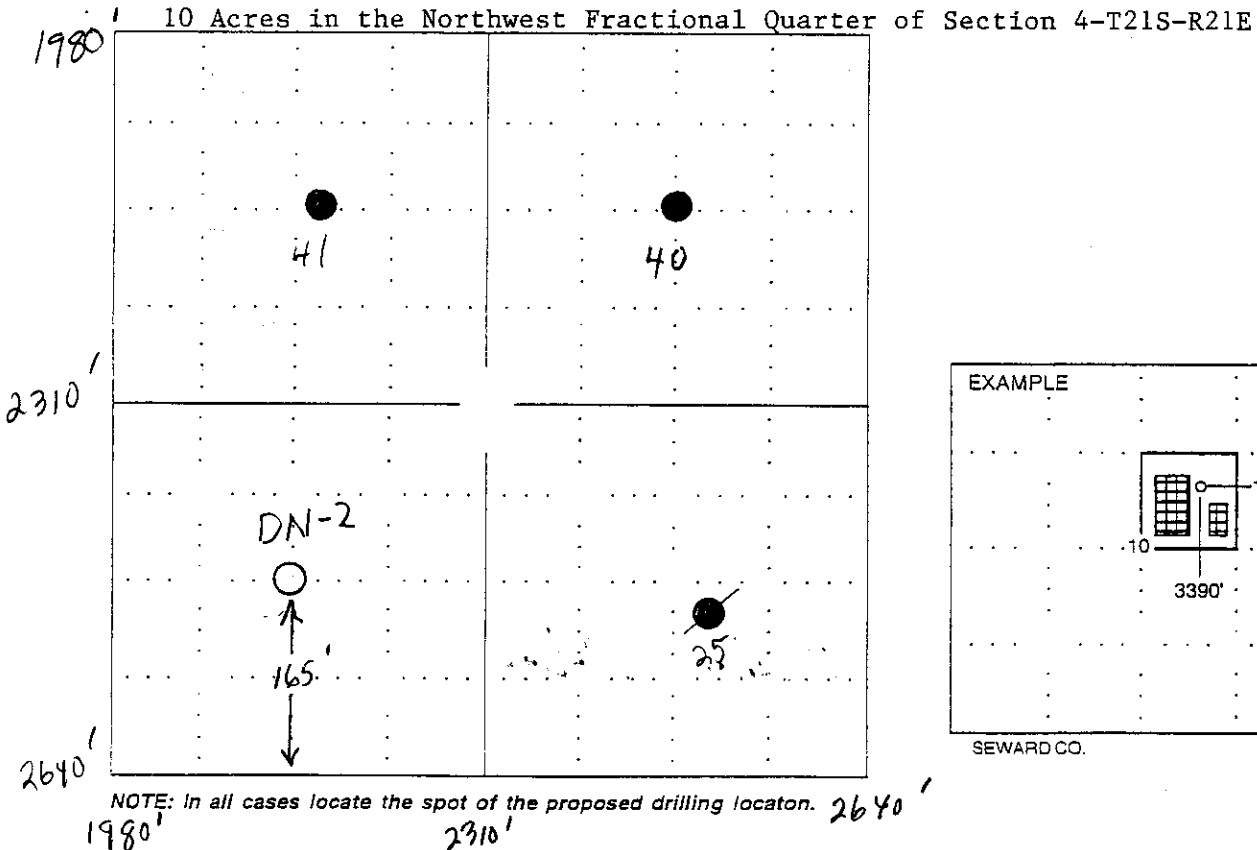 10 Acres in the Northwest Fractional Quarter of Section 4-T21S-R21E
1980'
41
40
2310'
EXAMPLE
DN-2
10
3390'
165'
25
2640'
SEWARD CO.
NOTE: In all cases locate the spot of the proposed drilling locaton.
2640'
1980'
2310'